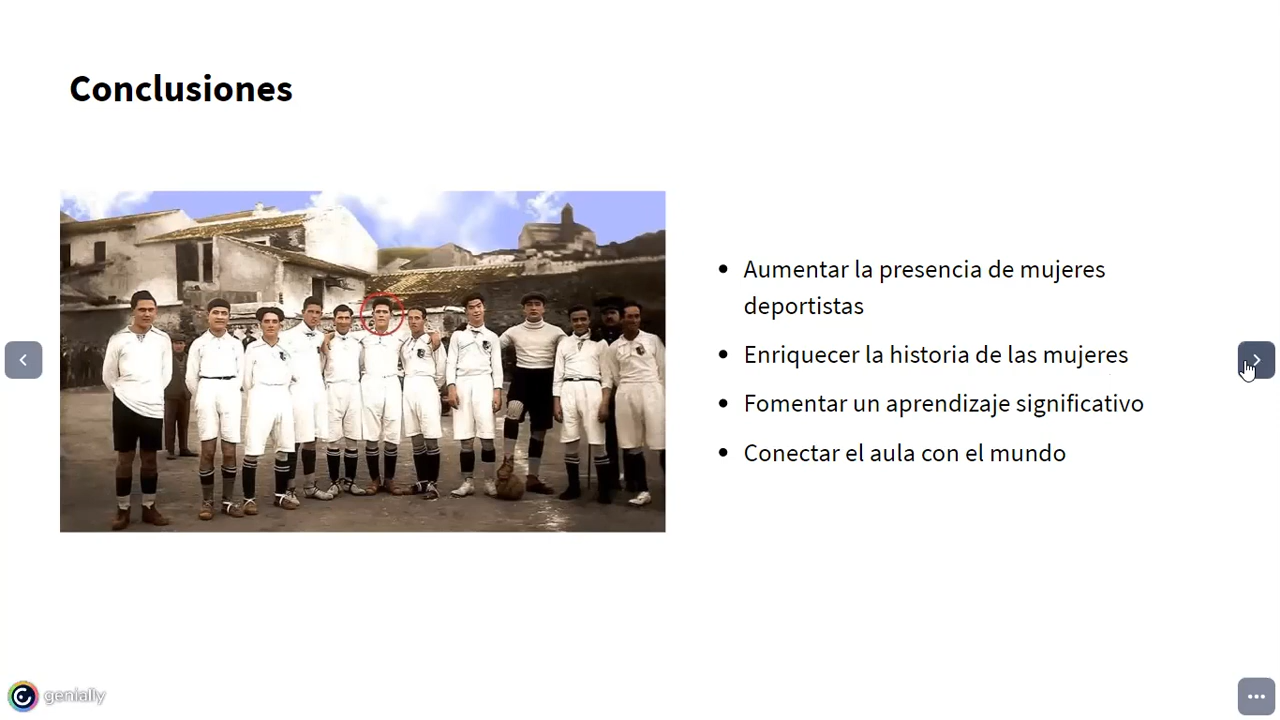 Conclusiones
Aumentar la presencia de mujeres
deportistas
Enriquecer la historia de las mujeres
Fomentar un aprendizaje significativo
Conectar el aula con el mundo
genially